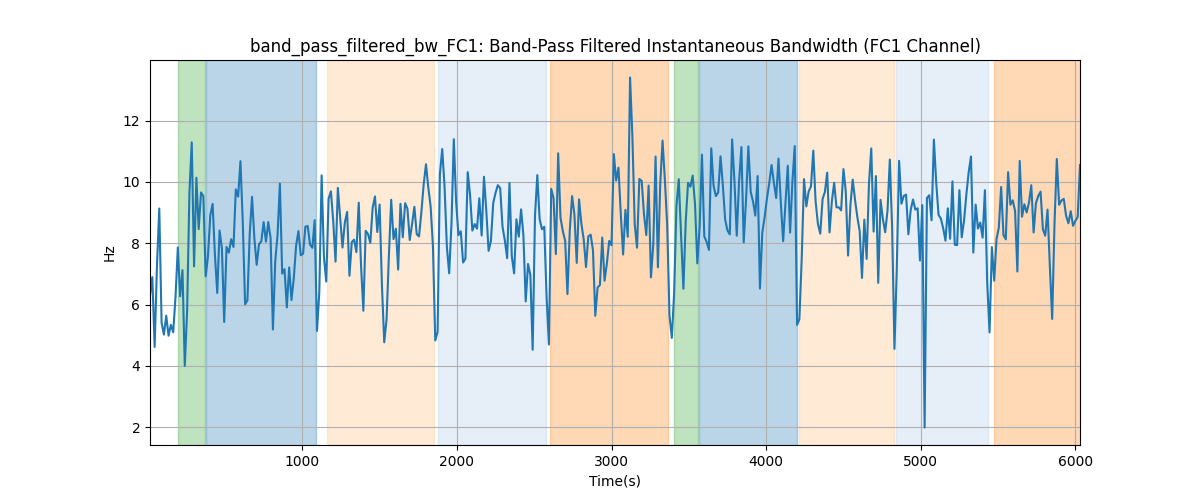 band_pass_filtered_bw_FC1: Band-Pass Filtered Instantaneous Bandwidth (FC1 Channel)
12
10
8
6
4
2
Hz
1000 2000 3000 4000 5000 6000
Time(s)